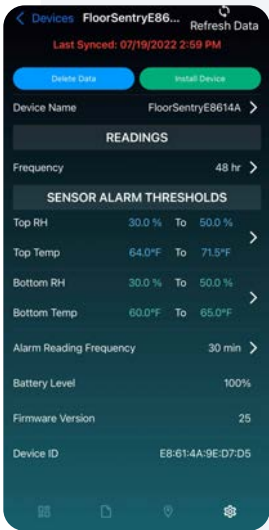 < Devices FloorSentryE86... Refresh Data
Last Synced: 07/19/2022 2:59 PM
Delete Data Install Device
Device Name FloorSentryE8614A >
READINGS
Frequency 48 hr >
SENSOR ALARM THRESHOLDS
Top RH 30.0 % To 50.0 %
Top Temp 64.0°F To 71.5°F
Bottom RH 30.0 % To 50.0 %
Bottom Temp 60.0°F To 65.0°F
Alarm Reading Frequency 30 min >
Battery Level 100%
Firmware Version 25
Device ID E8:61:4A:9E:D7:D5